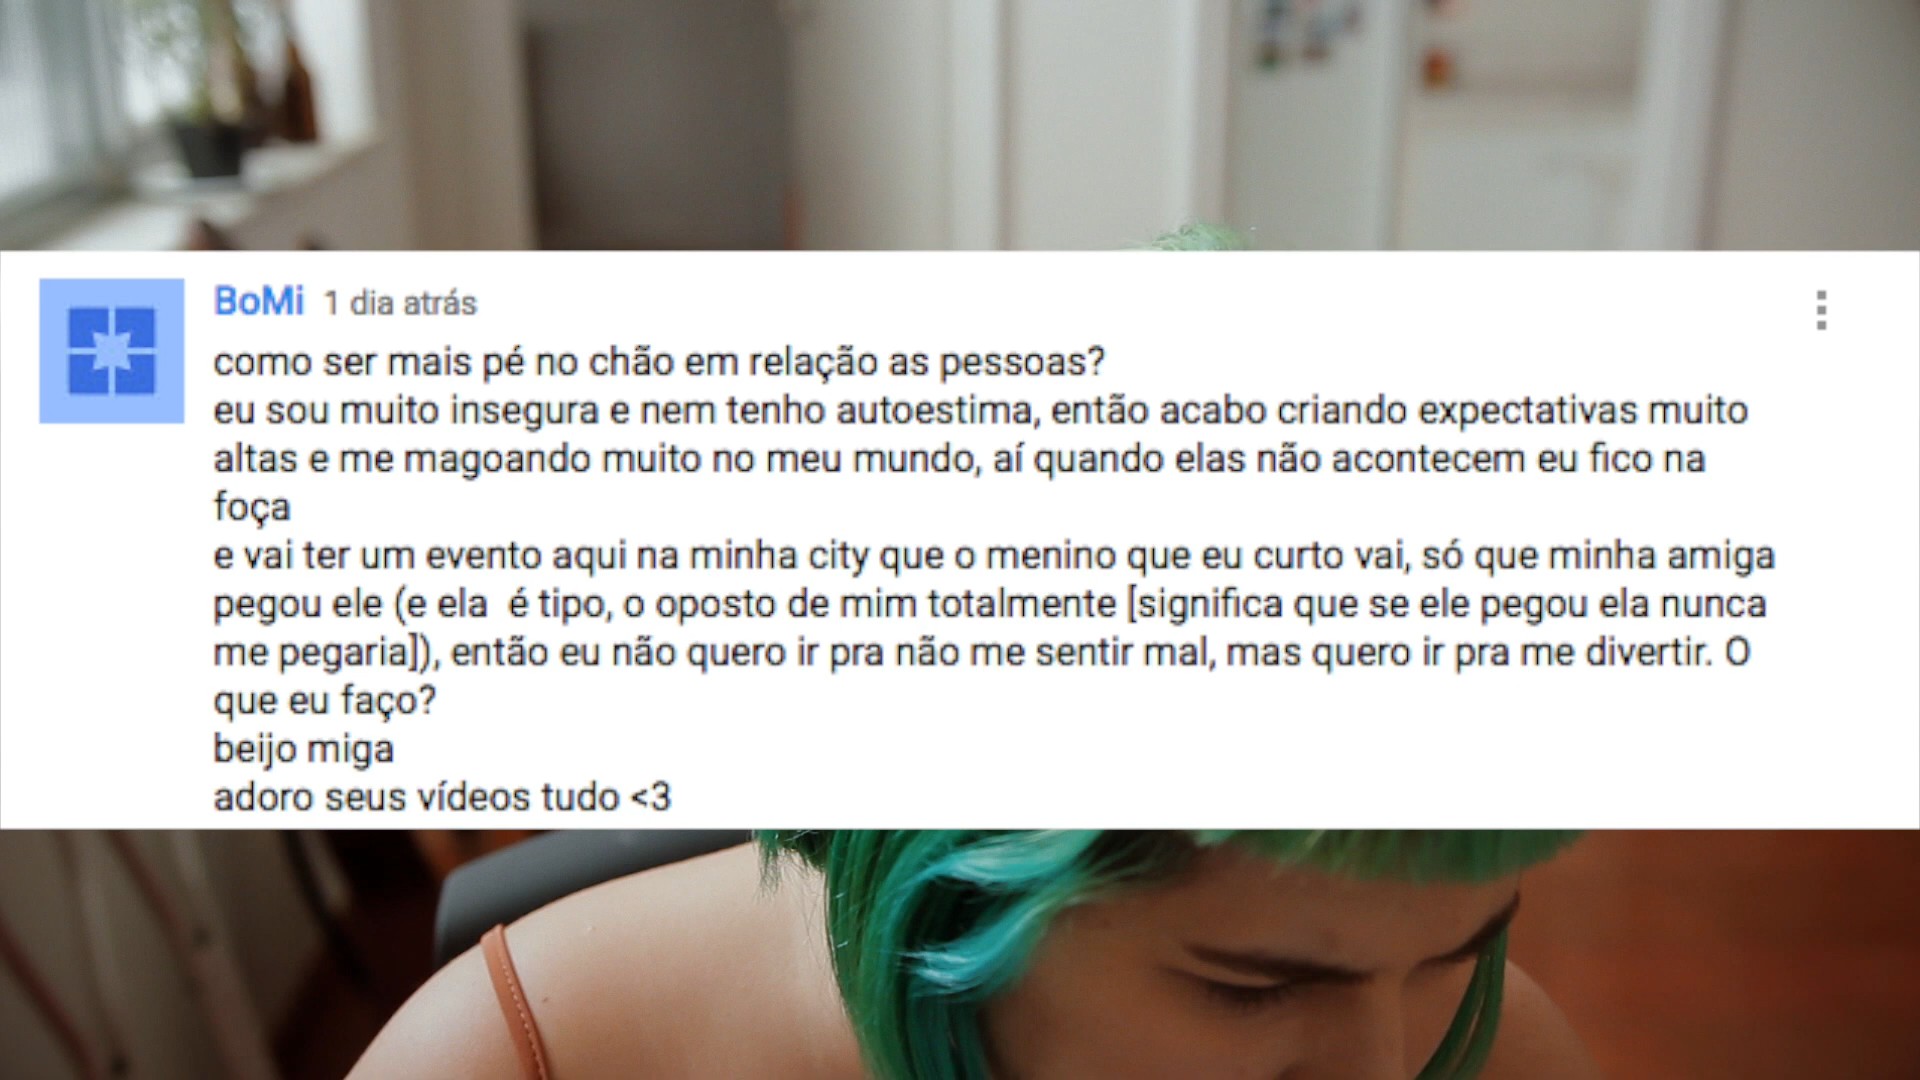 BoMi 1 dia atrás
como ser mais pé no chão em relação as pessoas?
eu sou muito insegura e nem tenho autoestima, então acabo criando expectativas muito
altas e me magoando muito no meu mundo, aí quando elas não acontecem eu fico na
foça
e vai ter um evento aqui na minha city que o menino que eu curto vai, só que minha amiga
pegou ele (e ela é tipo, o oposto de mim totalmente [significa que se ele pegou ela nunca
me pegaria]), então eu não quero ir pra não me sentir mal, mas quero ir pra me divertir. O
que eu faço?
beijo miga
adoro seus vídeos tudo <3